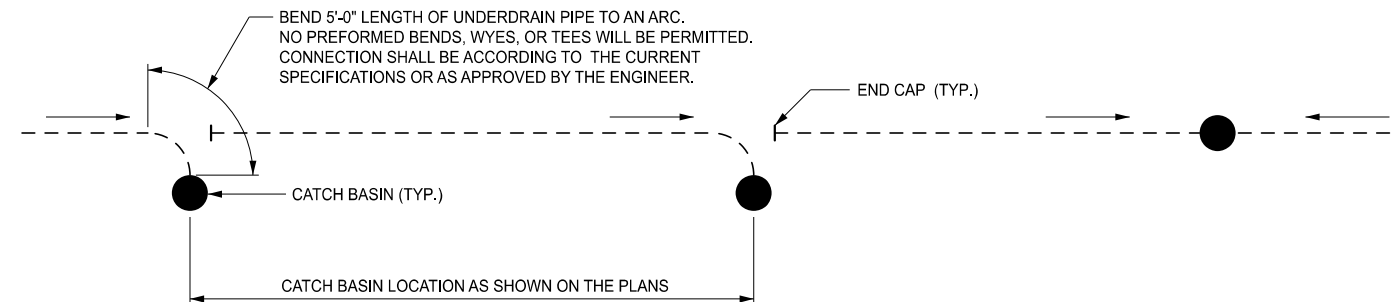 BEND 5'-0" LENGTH OF UNDERDRAIN PIPE TO AN ARC.
NO PREFORMED BENDS, WYES, OR TEES WILL BE PERMITTED.
CONNECTION SHALL BE ACCORDING TO THE CURRENT
SPECIFICATIONS OR AS APPROVED BY THE ENGINEER.
END CAP (TYP.)
CATCH BASIN (TYP.)
CATCH BASIN LOCATION AS SHOWN ON THE PLANS